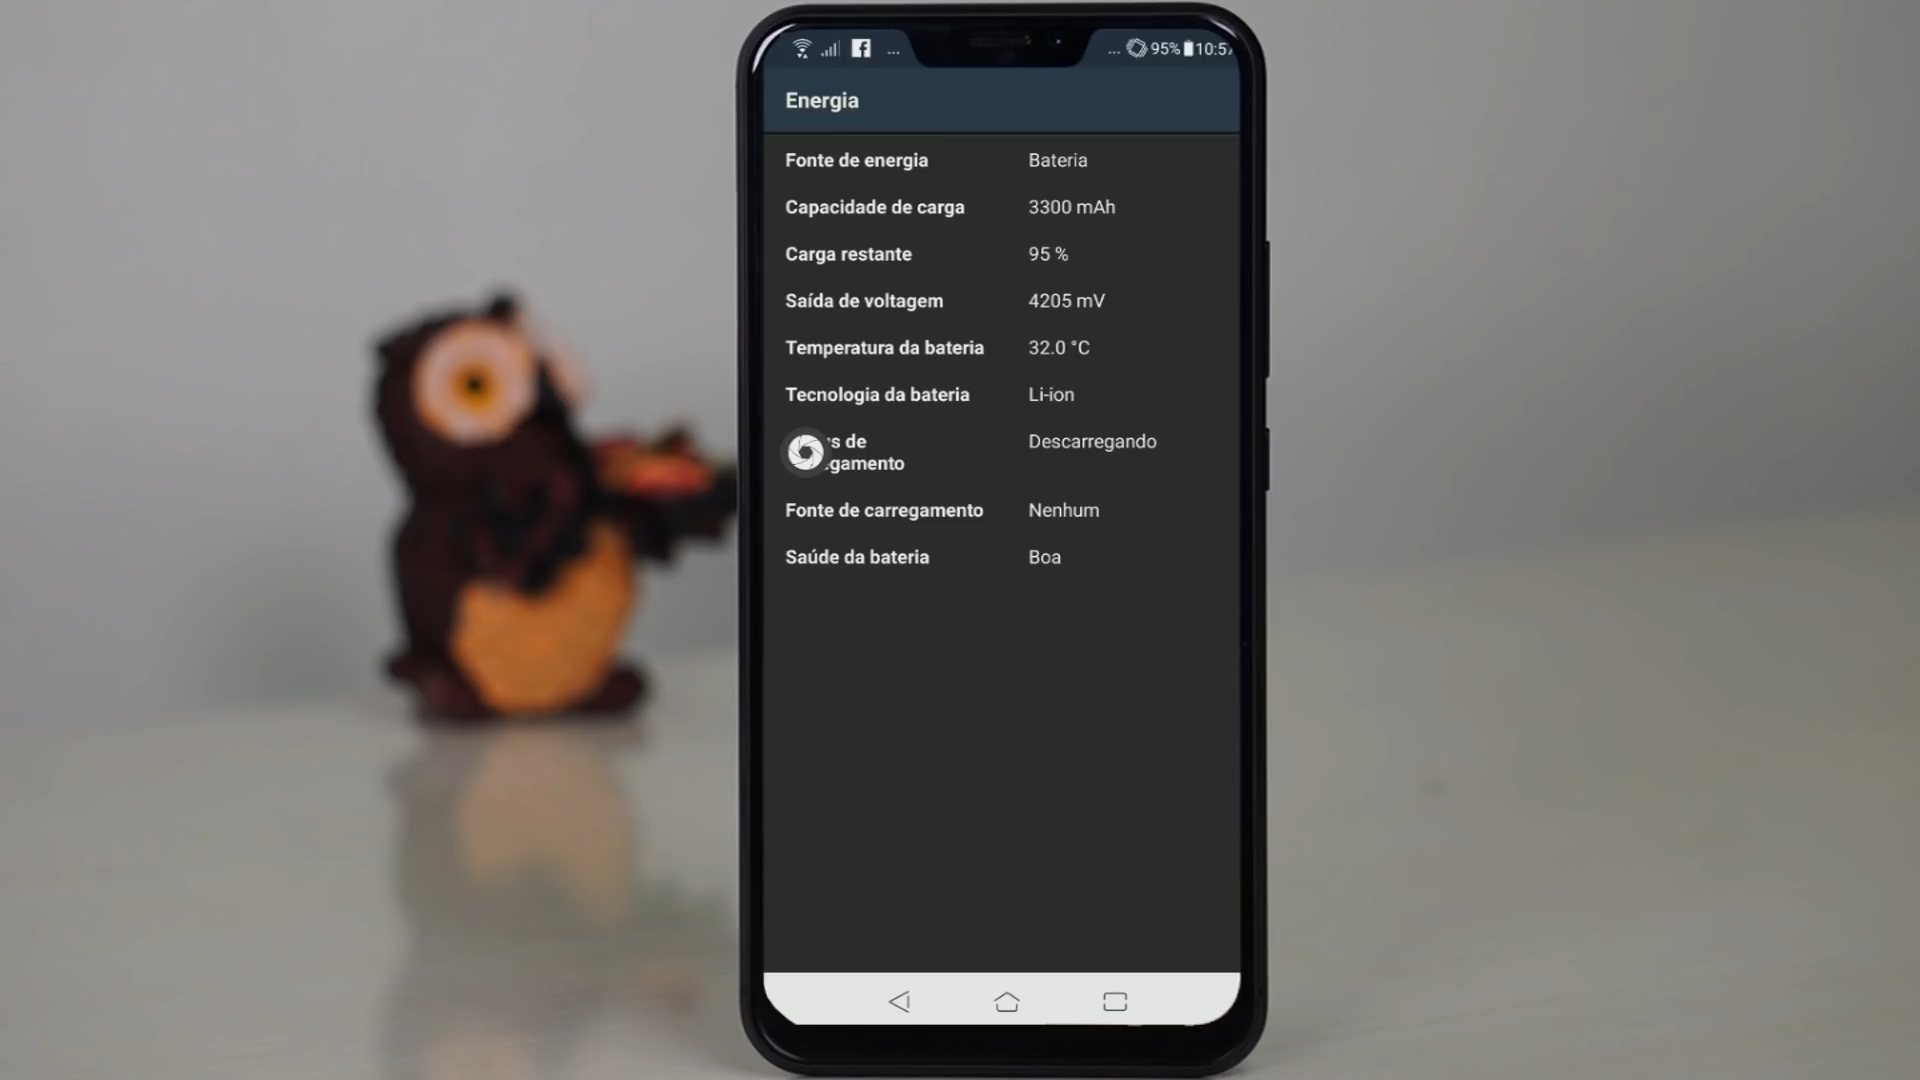 ... ... 95% 10:57
Energia
Fonte de energia Bateria
Capacidade de carga 3300 mAh
Carga restante 95 %
Saída de voltagem 4205 mV
Temperatura da bateria 32.0 °C
Tecnologia da bateria Li-ion
s de Descarregando
gamento
Fonte de carregamento Nenhum
Saúde da bateria Boa